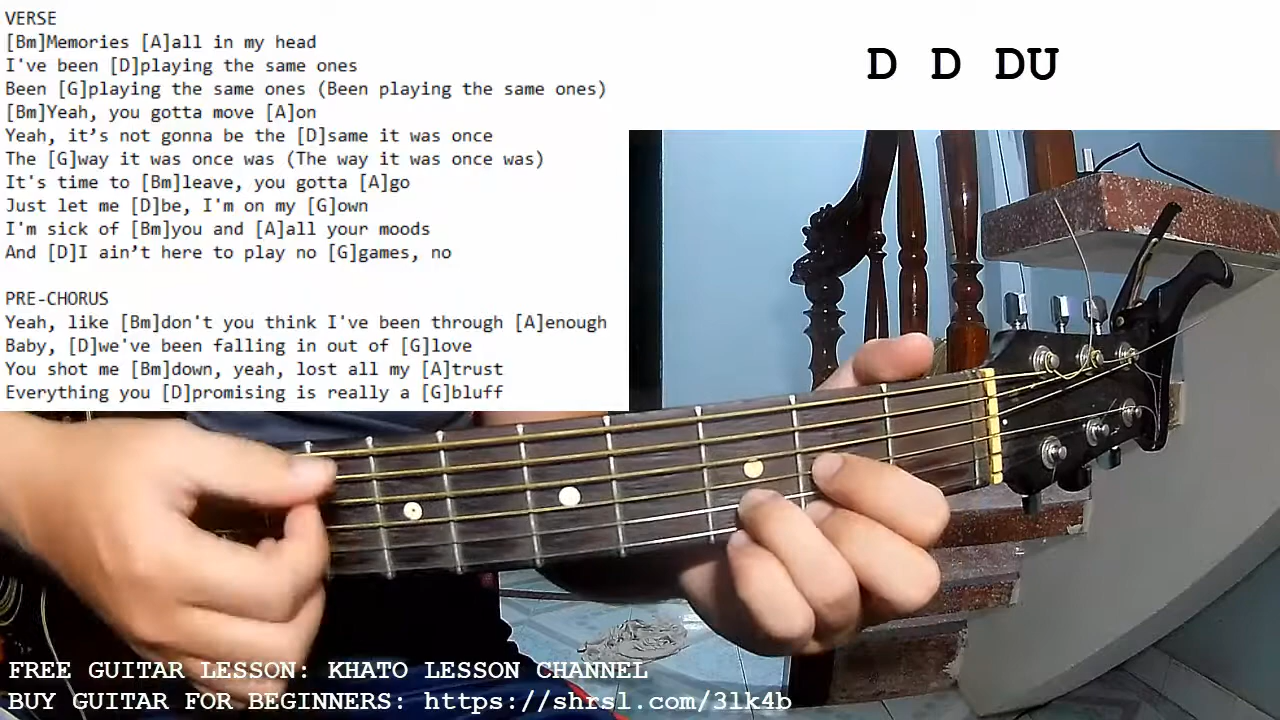 VERSE
[Bm]Memories [A]all in my head
I've been [D]playing the same ones
Been [G]playing the same ones (Been playing the same ones)
[Bm]Yeah, you gotta move [A]on
Yeah, it’s not gonna be the [D]same it was once
The [G]way it was once was (The way it was once was)
It's time to [Bm]leave, you gotta [A]go
Just let me [D]be, I'm on my [G]own
I'm sick of [Bm]you and [A]all your moods
And [D]I ain’t here to play no [G]games, no
PRE-CHORUS
Yeah, like [Bm]don't you think I've been through [A]enough
Baby, [D]we've been falling in out of [G]love
You shot me [Bm]down, yeah, lost all my [A]trust
Everything you [D]promising is really a [G]bluff
D D DU
FREE GUITAR LESSON: KHATO LESSON CHANNEL
BUY GUITAR FOR BEGINNERS: https://shrsl.com/3lk4b